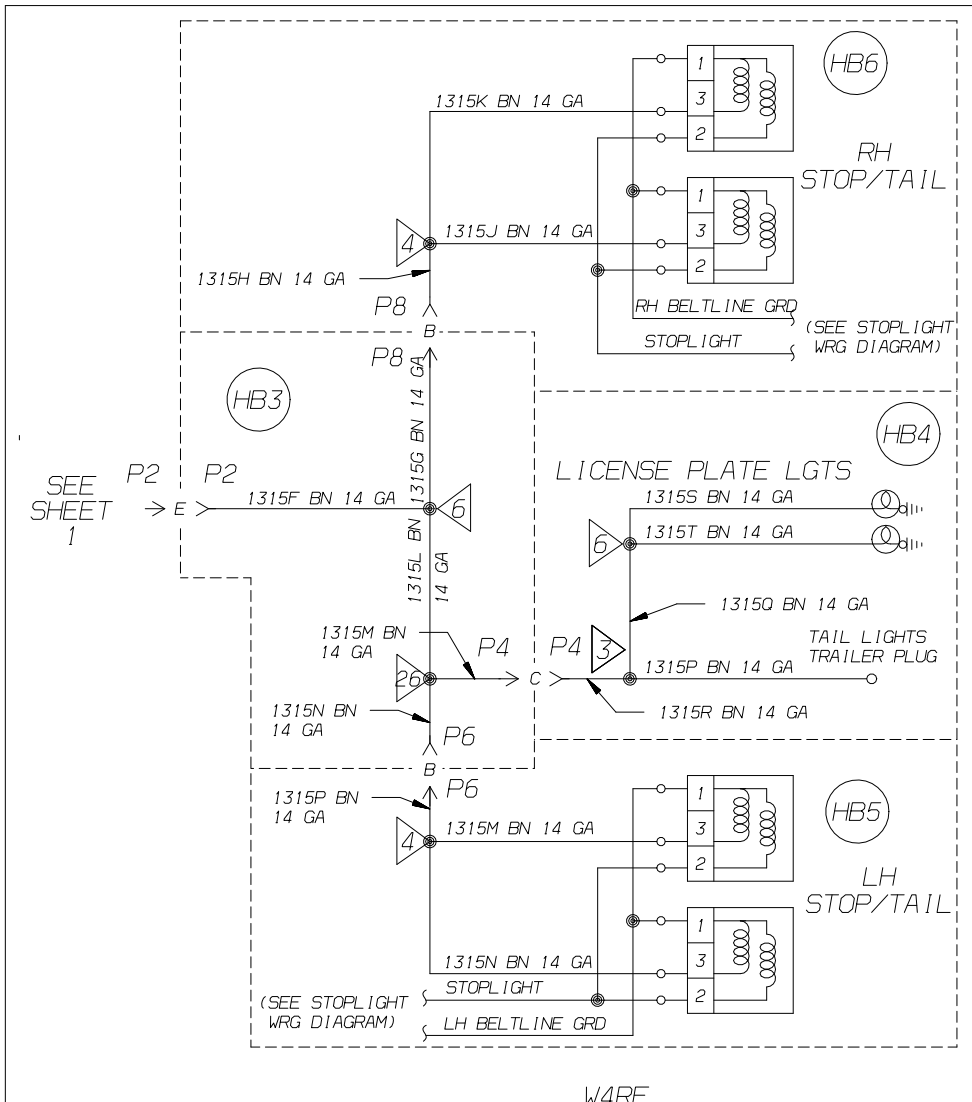 HB6
1
3
2
1315K BN 14 GA
RH
STOP/TAIL
1
3
2
1315J BN 14 GA
4
1315H BN 14 GA
P8
B
P8
RH BELTLINE GRD
STOPLIGHT
(SEE STOPLIGHT
WRG DIAGRAM)
HB3
1315G BN 14 GA
HB4
SEE
SHEET
1
P2
E
P2
1315F BN 14 GA
6
LICENSE PLATE LGTS
1315S BN 14 GA
6
1315T BN 14 GA
1315L BN
14 GA
1315Q BN 14 GA
1315M BN
14 GA
P4
C
P4
3
TAIL LIGHTS
TRAILER PLUG
26
1315P BN 14 GA
1315R BN 14 GA
1315N BN
14 GA
P6
B
P6
1315P BN
14 GA
4
1315M BN 14 GA
1
3
2
HB5
LH
STOP/TAIL
1
3
2
1315N BN 14 GA
STOPLIGHT
(SEE STOPLIGHT
WRG DIAGRAM)
LH BELTLINE GRD